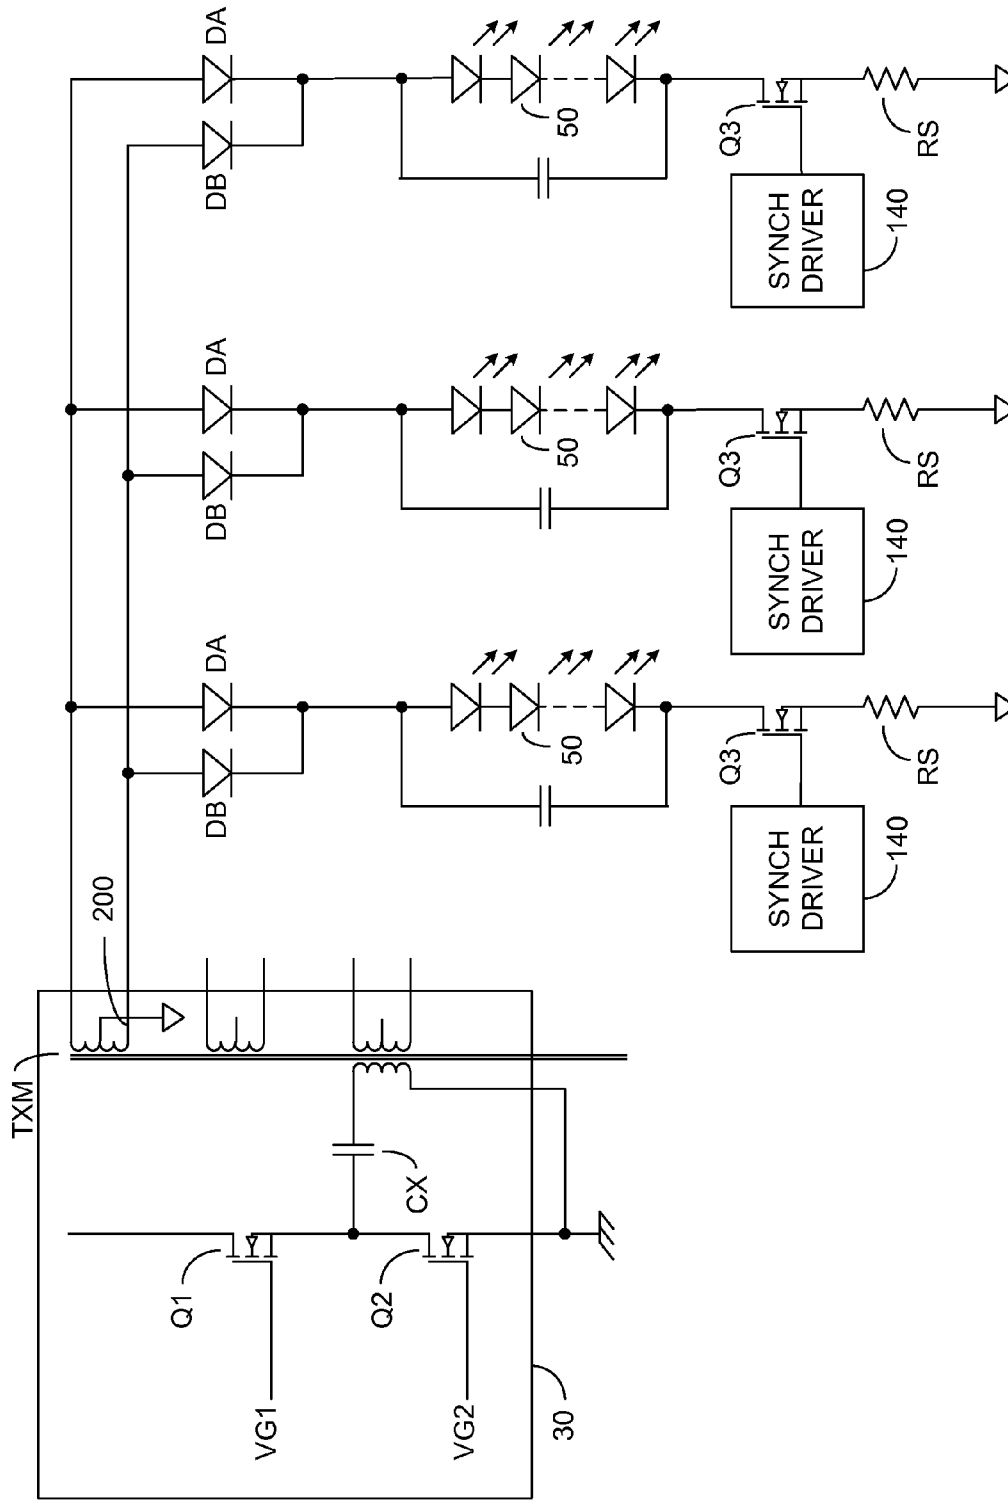 TXM
200
Q1
VG1
CX
Q2
VG2
30
DB
DA
50
Q3
SYNCH
DRIVER
140
RS
DB
DA
50
Q3
SYNCH
DRIVER
140
RS
DB
DA
50
Q3
SYNCH
DRIVER
140
RS